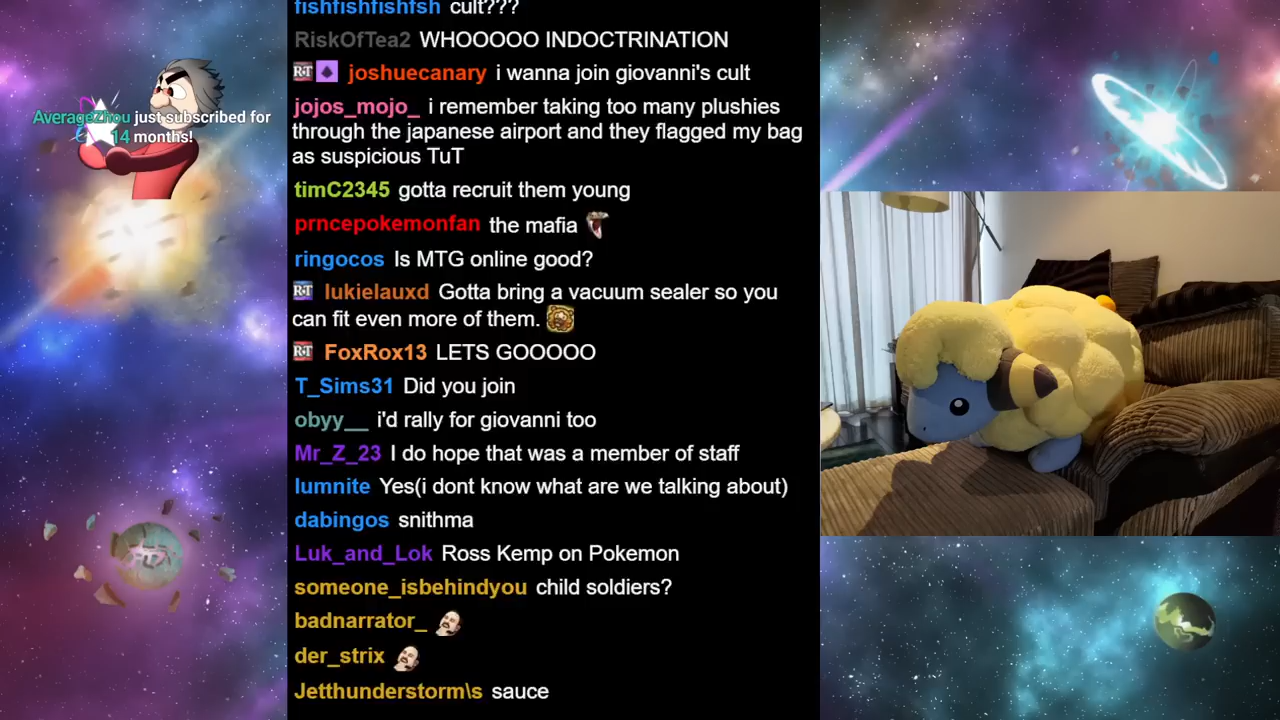 fishfishfishfsh cult???
RiskOfTea2 WHOOOOO INDOCTRINATION
RT joshuecanary i wanna join giovanni's cult
jojos_mojo_ i remember taking too many plushies
through the japanese airport and they flagged my bag
as suspicious TuT
timC2345 gotta recruit them young
prncepokemonfan the mafia
ringocos Is MTG online good?
RT lukielauxd Gotta bring a vacuum sealer so you
can fit even more of them.
RT FoxRox13 LETS GOOOOO
T_Sims31 Did you join
obyy__ i'd rally for giovanni too
Mr_Z_23 I do hope that was a member of staff
lumnite Yes(i dont know what are we talking about)
dabingos snithma
Luk_and_Lok Ross Kemp on Pokemon
someone_isbehindyou child soldiers?
badnarrator_
der_strix
Jetthunderstorm\s sauce
AverageZhou just subscribed for
14 months!